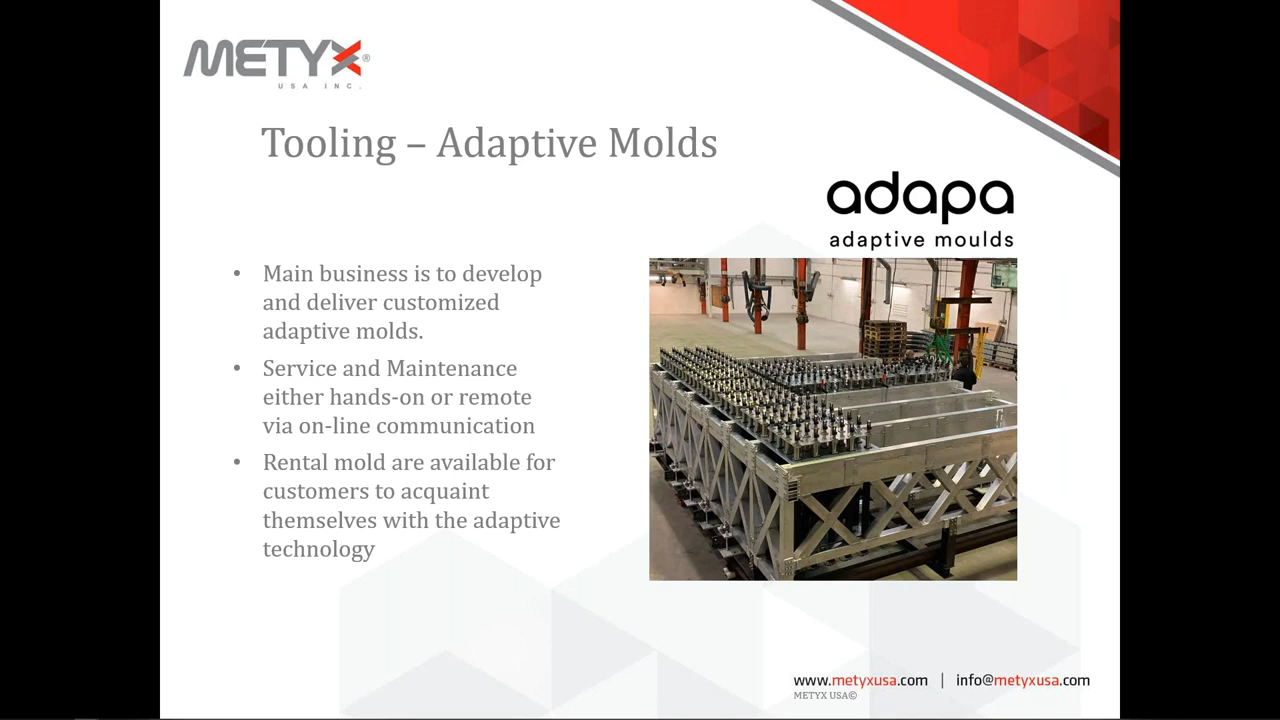 METYX®
USA INC.
Tooling – Adaptive Molds
adapa
adaptive moulds
• Main business is to develop
and deliver customized
adaptive molds.
• Service and Maintenance
either hands-on or remote
via on-line communication
• Rental mold are available for
customers to acquaint
themselves with the adaptive
technology
www.metyxusa.com | info@metyxusa.com
METYX USA©